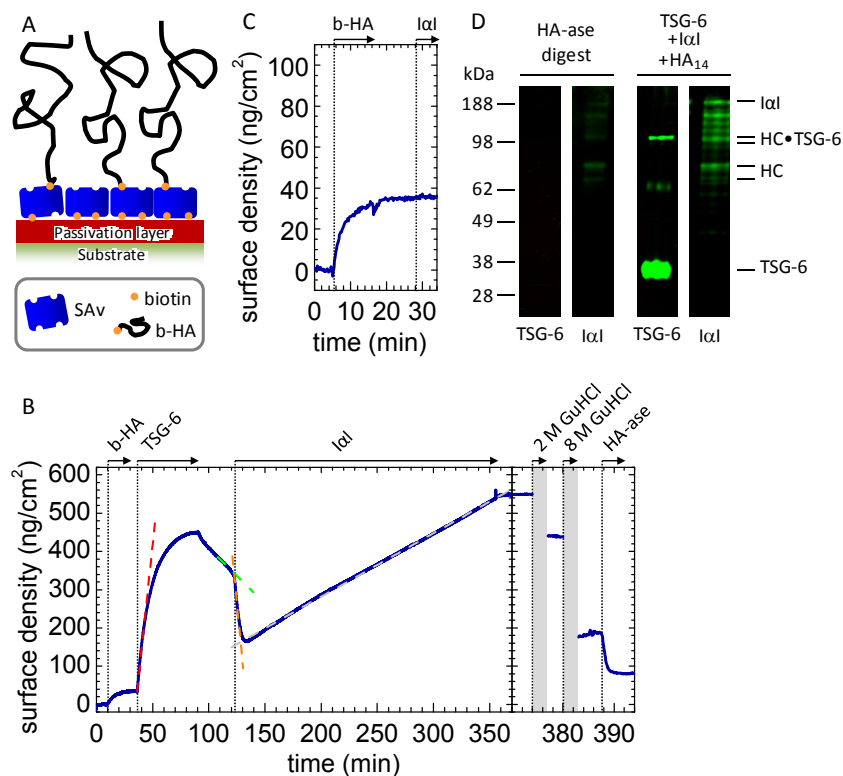 A
Passivation layer
Substrate
SAv
biotin
b-HA
C
b-HA
IαI
surface density (ng/cm²)
100
80
60
40
20
0
0 10 20 30
time (min)
D
HA-ase
digest
TSG-6
+IαI
+HA₁₄
kDa
188
98
62
49
38
28
IαI
HC•TSG-6
HC
TSG-6
TSG-6 IαI TSG-6 IαI
B
b-HA
TSG-6
IαI
2 M GuHCl
8 M GuHCl
HA-ase
surface density (ng/cm²)
600
500
400
300
200
100
0
0 50 100 150 200 250 300 350 380 390
time (min)